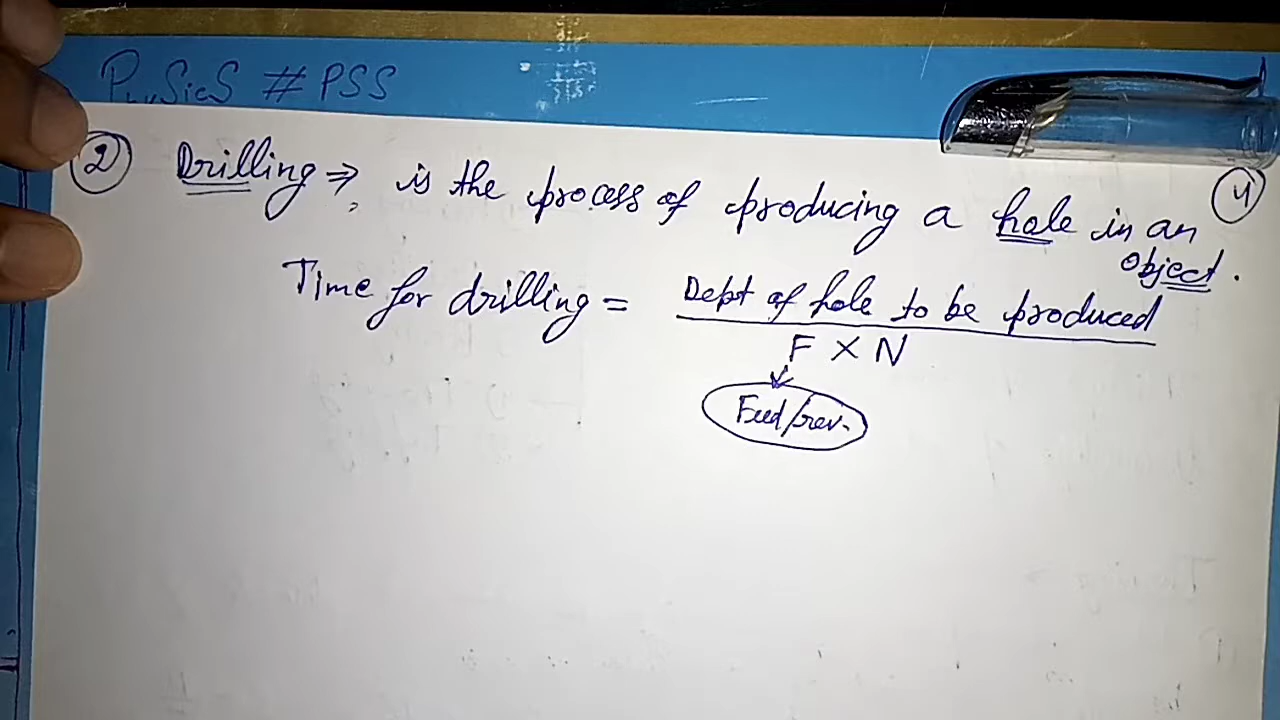 Physics # PSS
② Drilling ⇒ is the process of producing a hole in an
object.
④
Time for drilling = Dept of hole to be produced
F × N
Feed/rev.